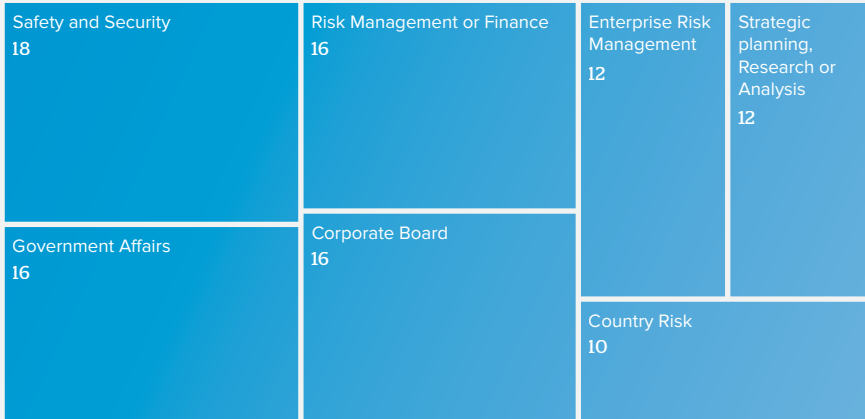 Safety and Security
18
Risk Management or Finance
16
Enterprise Risk
Management
12
Strategic
planning,
Research or
Analysis
12
Government Affairs
16
Corporate Board
16
Country Risk
10